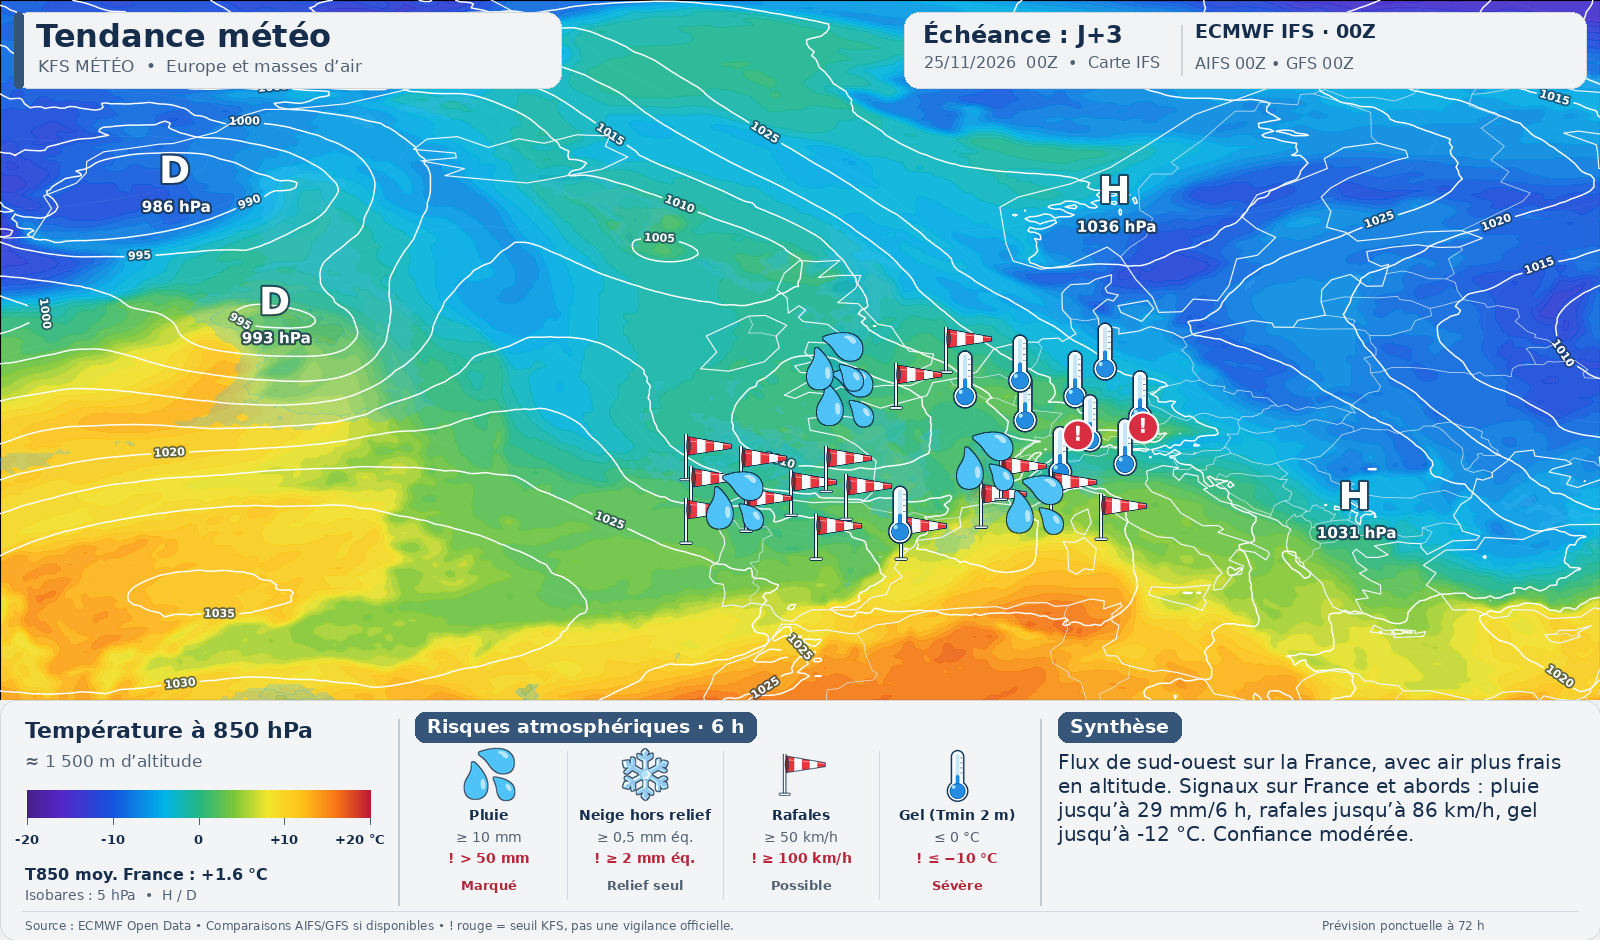 Tendance météo
KFS MÉTÉO • Europe et masses d’air
Échéance : J+3
25/11/2026 00Z • Carte IFS
ECMWF IFS · 00Z
AIFS 00Z • GFS 00Z
1015
1000
1015
1025
D
986 hPa
990
1010
H
1036 hPa
1025
1020
1005
995
1015
1000
D
995
993 hPa
1010
!
!
1020
H
1031 hPa
1025
1035
1025
1030
1025
1020
Température à 850 hPa
≈ 1 500 m d’altitude
-20 -10 0 +10 +20 °C
T850 moy. France : +1.6 °C
Isobares : 5 hPa • H / D
Risques atmosphériques · 6 h
Pluie
≥ 10 mm
! > 50 mm
Marqué
Neige hors relief
≥ 0,5 mm éq.
! ≥ 2 mm éq.
Relief seul
Rafales
≥ 50 km/h
! ≥ 100 km/h
Possible
Gel (Tmin 2 m)
≤ 0 °C
! ≤ −10 °C
Sévère
Synthèse
Flux de sud-ouest sur la France, avec air plus frais
en altitude. Signaux sur France et abords : pluie
jusqu’à 29 mm/6 h, rafales jusqu’à 86 km/h, gel
jusqu’à -12 °C. Confiance modérée.
Source : ECMWF Open Data • Comparaisons AIFS/GFS si disponibles • ! rouge = seuil KFS, pas une vigilance officielle.
Prévision ponctuelle à 72 h